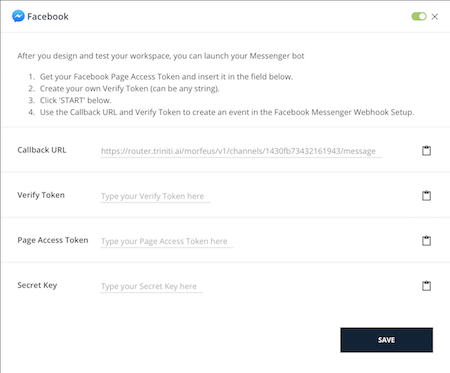 Facebook
After you design and test your workspace, you can launch your Messenger bot
1. Get your Facebook Page Access Token and insert it in the field below.
2. Create your own Verify Token (can be any string).
3. Click 'START' below.
4. Use the Callback URL and Verify Token to create an event in the Facebook Messenger Webhook Setup.
Callback URL https://router.triniti.ai/morfeus/v1/channels/1430fb73432161943/message
Verify Token Type your Verify Token here
Page Access Token Type your Page Access Token here
Secret Key Type your Secret Key here
SAVE